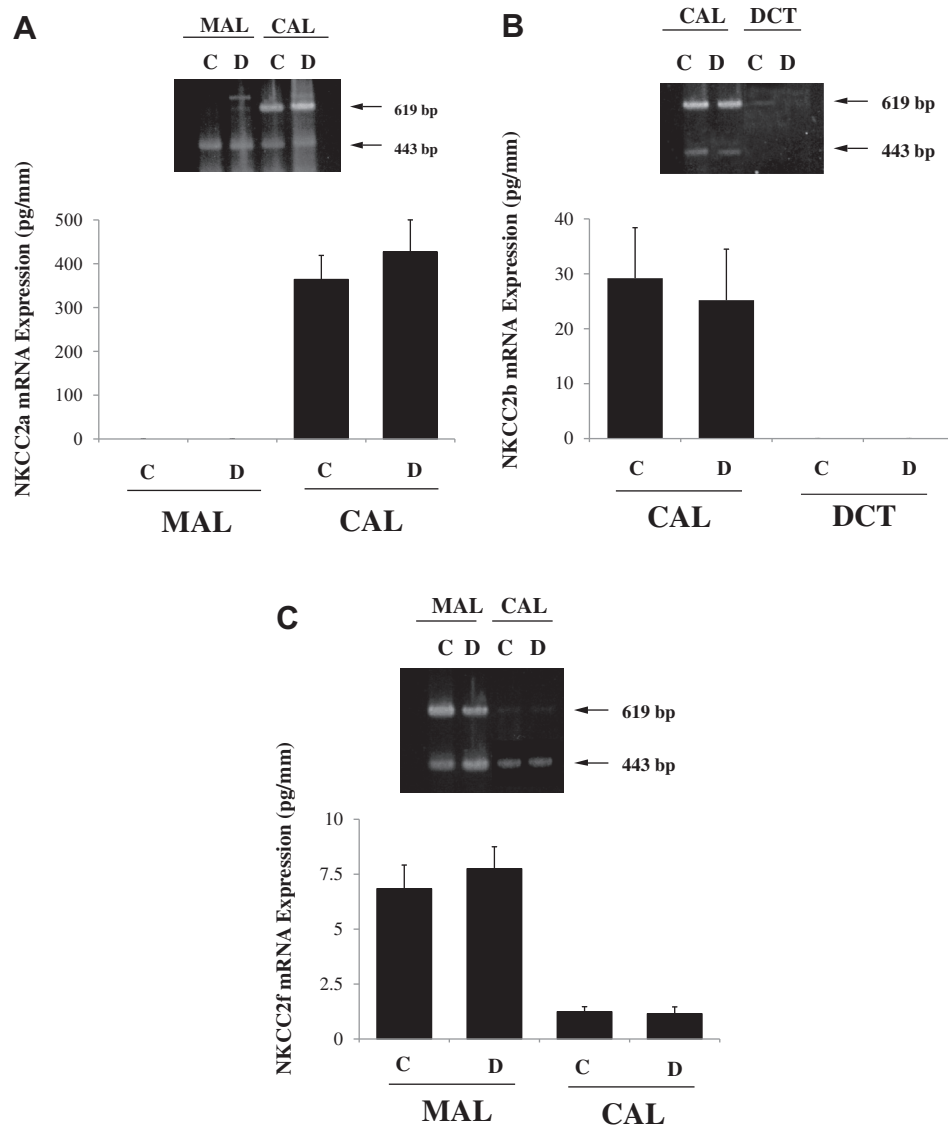 A
MAL CAL
C D C D
619 bp
443 bp
NKCC2a mRNA Expression (pg/mm)
500
400
300
200
100
0
C D C D
MAL CAL
B
CAL DCT
C D C D
619 bp
443 bp
NKCC2b mRNA Expression (pg/mm)
40
30
20
10
0
C D C D
CAL DCT
C
MAL CAL
C D C D
619 bp
443 bp
NKCC2f mRNA Expression (pg/mm)
10
7.5
5
2.5
0
C D C D
MAL CAL